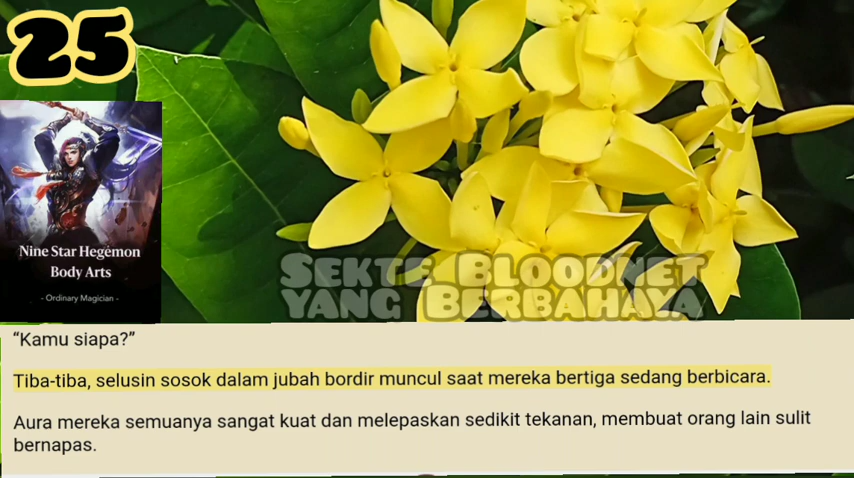 25
Nine Star Hegemon
Body Arts
- Ordinary Magician -
Sekte Bloodnet
yang Berbahaya
“Kamu siapa?”
Tiba-tiba, selusin sosok dalam jubah bordir muncul saat mereka bertiga sedang berbicara.
Aura mereka semuanya sangat kuat dan melepaskan sedikit tekanan, membuat orang lain sulit
bernapas.